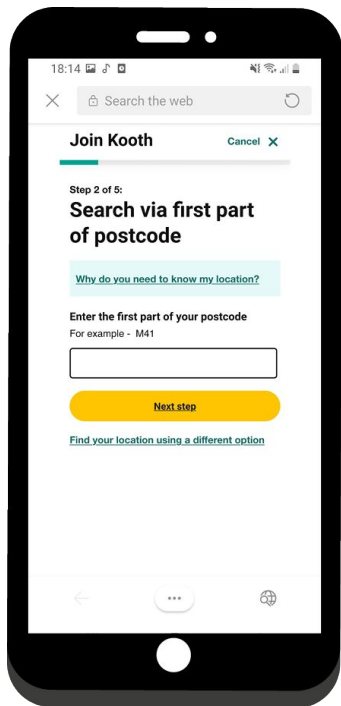 18:14
Search the web
Join Kooth
Cancel X
Step 2 of 5:
Search via first part
of postcode
Why do you need to know my location?
Enter the first part of your postcode
For example - M41
Next step
Find your location using a different option